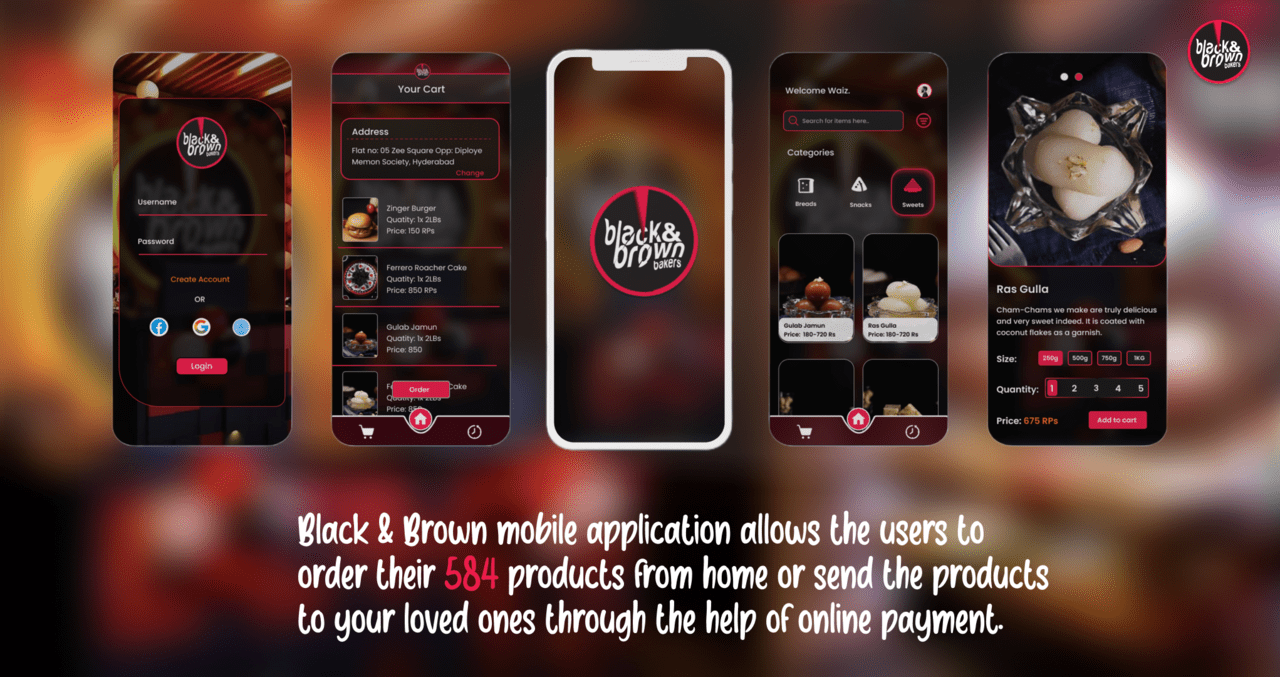 black&
brown
bakers
black&
brown
bakers
Username
Password
Create Account
OR
Login
Your Cart
Address
Flat no: 05 Zee Square Opp: Diploye
Memon Society, Hyderabad
Change
Zinger Burger
Quatity: 1x 2LBs
Price: 150 RPs
Ferrero Roacher Cake
Quatity: 1x 2LBs
Price: 850 RPs
Gulab Jamun
Quatity: 1x 2LBs
Price: 850
Cake
Order
Price:
black&
brown
bakers
Welcome Waiz.
Search for items here..
Categories
Breads
Snacks
Sweets
Gulab Jamun
Price: 180-720 Rs
Ras Gulla
Price: 180-720 Rs
Ras Gulla
Cham-Chams we make are truly delicious
and very sweet indeed. It is coated with
coconut flakes as a garnish.
Size: 250g 500g 750g 1KG
Quantity: 1 2 3 4 5
Price: 675 RPs
Add to cart
Black & Brown mobile application allows the users to
order their 584 products from home or send the products
to your loved ones through the help of online payment.